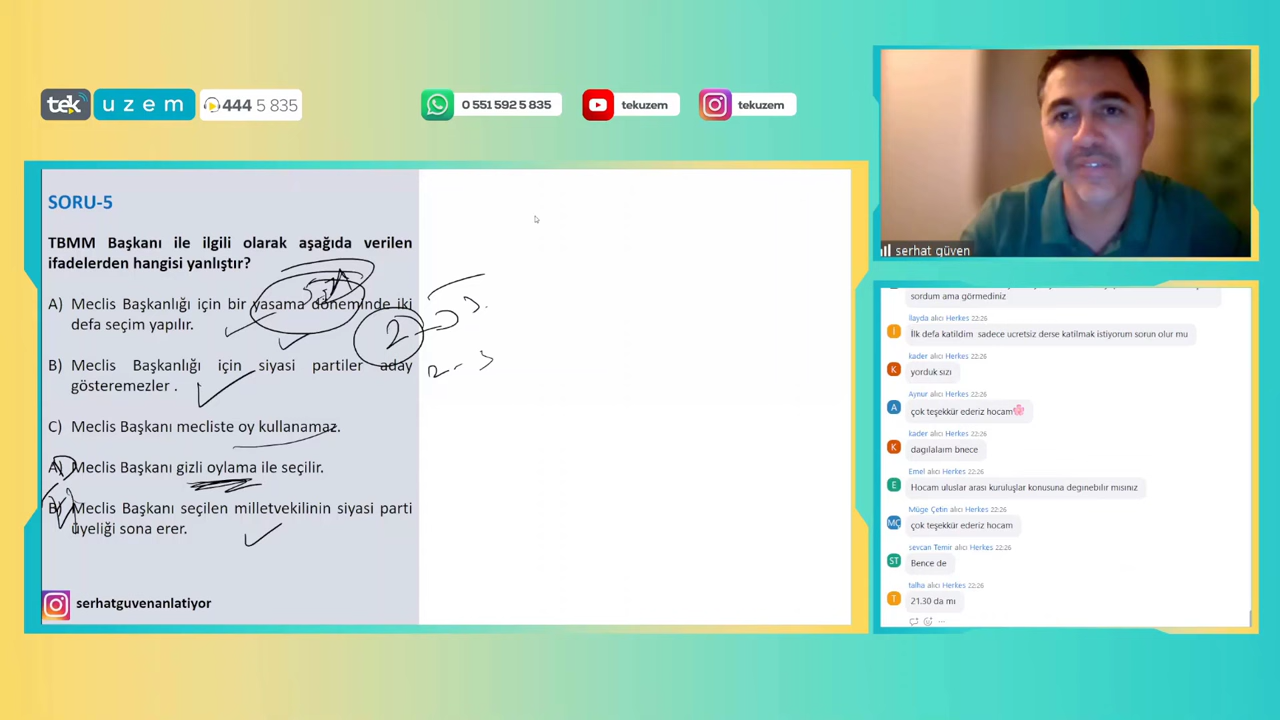 tek uzem 444 5 835
0 551 592 5 835
tekuzem
tekuzem
SORU-5
TBMM Başkanı ile ilgili olarak aşağıda verilen
ifadelerden hangisi yanlıştır?
A) Meclis Başkanlığı için bir yasama döneminde iki
defa seçim yapılır.
B) Meclis Başkanlığı için siyasi partiler aday
gösteremezler .
C) Meclis Başkanı mecliste oy kullanamaz.
A) Meclis Başkanı gizli oylama ile seçilir.
B) Meclis Başkanı seçilen milletvekilinin siyasi parti
üyeliği sona erer.
2
serhatguvenanlatiyor
serhat güven
sordum ama görmediniz
ilayda alıcı Herkes 22:26
İlk defa katildim sadece ucretsiz derse katilmak istiyorum sorun olur mu
kader alıcı Herkes 22:26
yorduk sızı
Aynur alıcı Herkes 22:26
çok teşekkür ederiz hocam🌸
kader alıcı Herkes 22:26
dagılalaım bnece
Emel alıcı Herkes 22:26
Hocam uluslar arası kuruluşlar konusuna degınebılır mısınız
Müge Çetin alıcı Herkes 22:26
çok teşekkür ederiz hocam
sevcan Temir alıcı Herkes 22:26
Bence de
talha alıcı Herkes 22:26
21.30 da mı